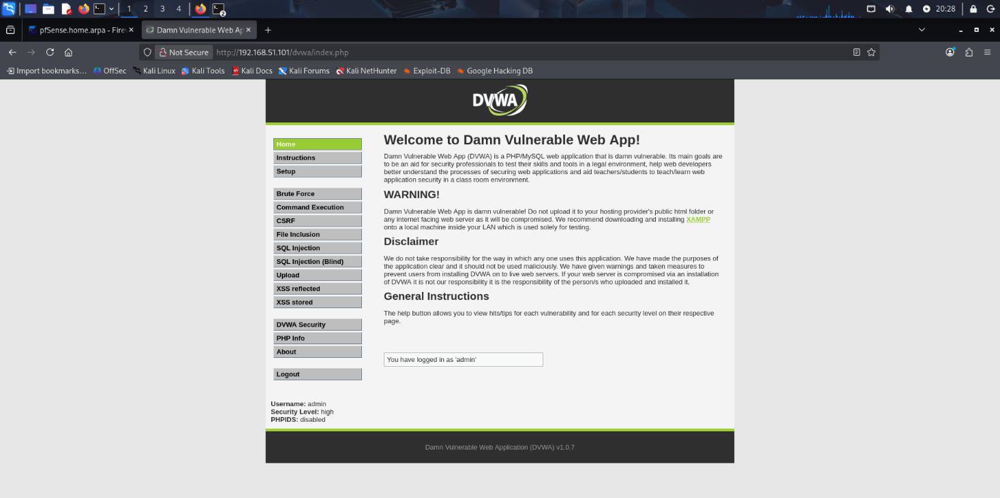 1 2 3 4 2 20:28
pfSense.home.arpa - Firew Damn Vulnerable Web Ap
Not Secure http://192.168.51.101/dvwa/index.php
Import bookmarks... OffSec Kali Linux Kali Tools Kali Docs Kali Forums Kali NetHunter Exploit-DB Google Hacking DB
DVWA
Home
Instructions
Setup
Brute Force
Command Execution
CSRF
File Inclusion
SQL Injection
SQL Injection (Blind)
Upload
XSS reflected
XSS stored
DVWA Security
PHP Info
About
Logout
Username: admin
Security Level: high
PHPIDS: disabled
Welcome to Damn Vulnerable Web App!
Damn Vulnerable Web App (DVWA) is a PHP/MySQL web application that is damn vulnerable. Its main goals are
to be an aid for security professionals to test their skills and tools in a legal environment, help web developers
better understand the processes of securing web applications and aid teachers/students to teach/learn web
application security in a class room environment.
WARNING!
Damn Vulnerable Web App is damn vulnerable! Do not upload it to your hosting provider's public html folder or
any internet facing web server as it will be compromised. We recommend downloading and installing XAMPP
onto a local machine inside your LAN which is used solely for testing.
Disclaimer
We do not take responsibility for the way in which any one uses this application. We have made the purposes of
the application clear and it should not be used maliciously. We have given warnings and taken measures to
prevent users from installing DVWA on to live web servers. If your web server is compromised via an installation
of DVWA it is not our responsibility it is the responsibility of the person/s who uploaded and installed it.
General Instructions
The help button allows you to view hits/tips for each vulnerability and for each security level on their respective
page.
You have logged in as 'admin'
Damn Vulnerable Web Application (DVWA) v1.0.7